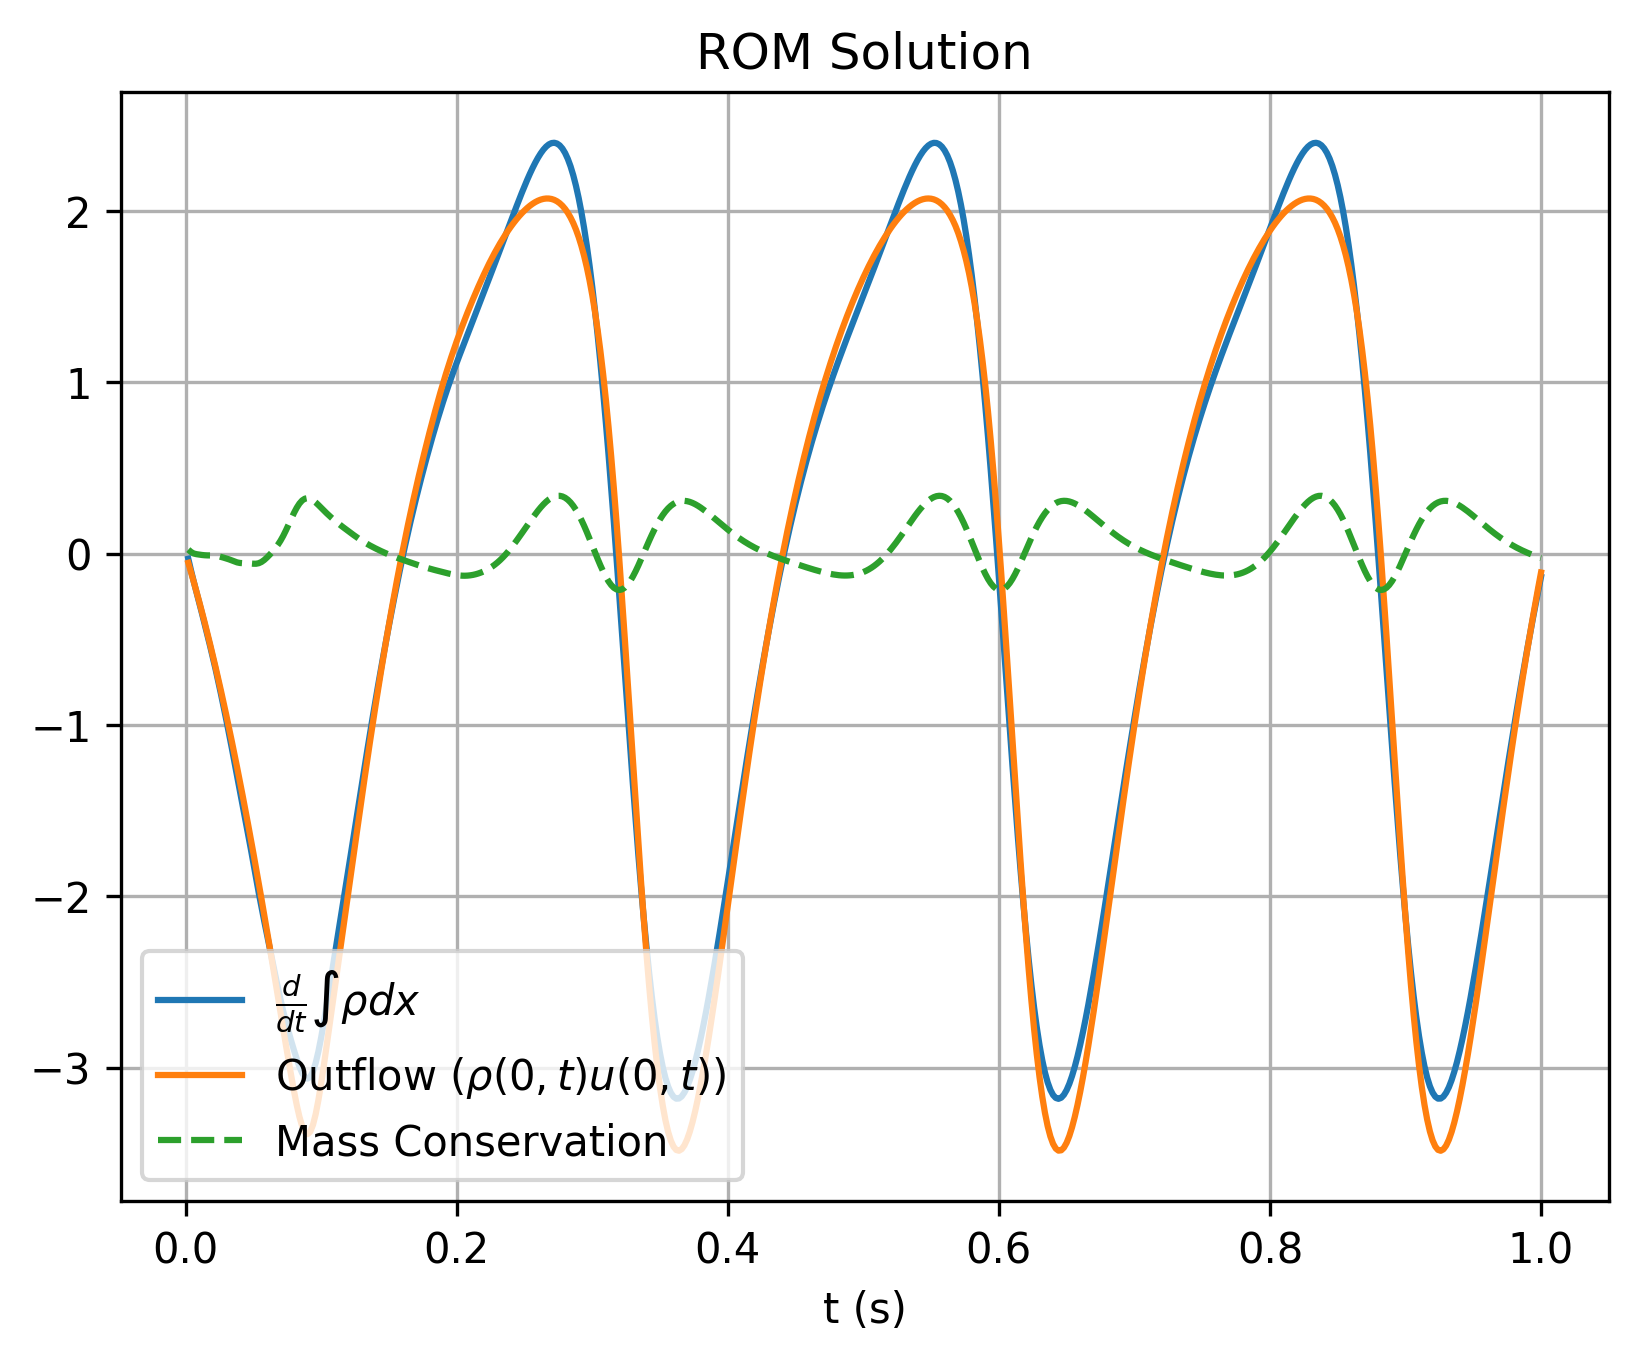 ROM Solution
2
1
0
−1
−2
−3
d/dt ∫ρdx
Outflow (ρ(0, t)u(0, t))
Mass Conservation
0.0 0.2 0.4 0.6 0.8 1.0
t (s)